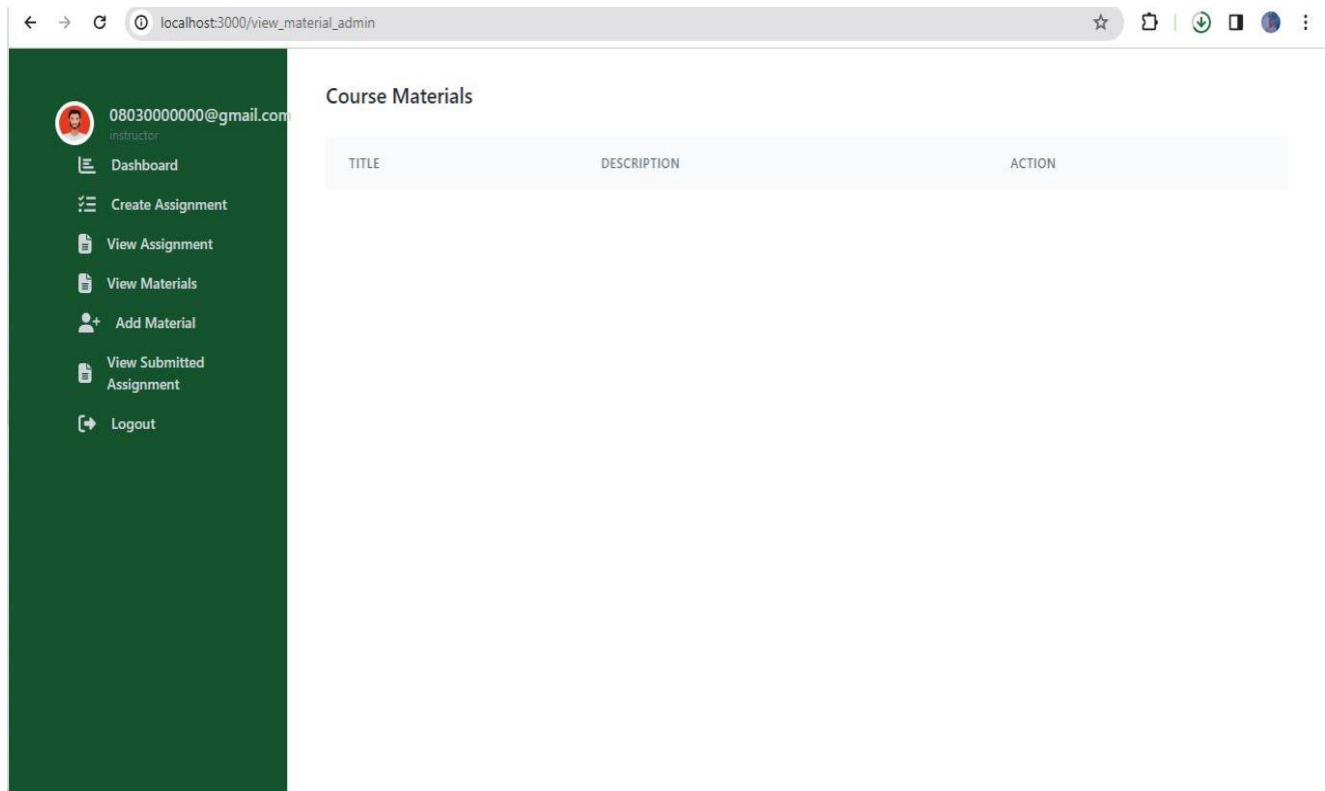 localhost:3000/view_material_admin
08030000000@gmail.com
instructor
Dashboard
Create Assignment
View Assignment
View Materials
Add Material
View Submitted
Assignment
Logout
Course Materials
TITLE DESCRIPTION ACTION